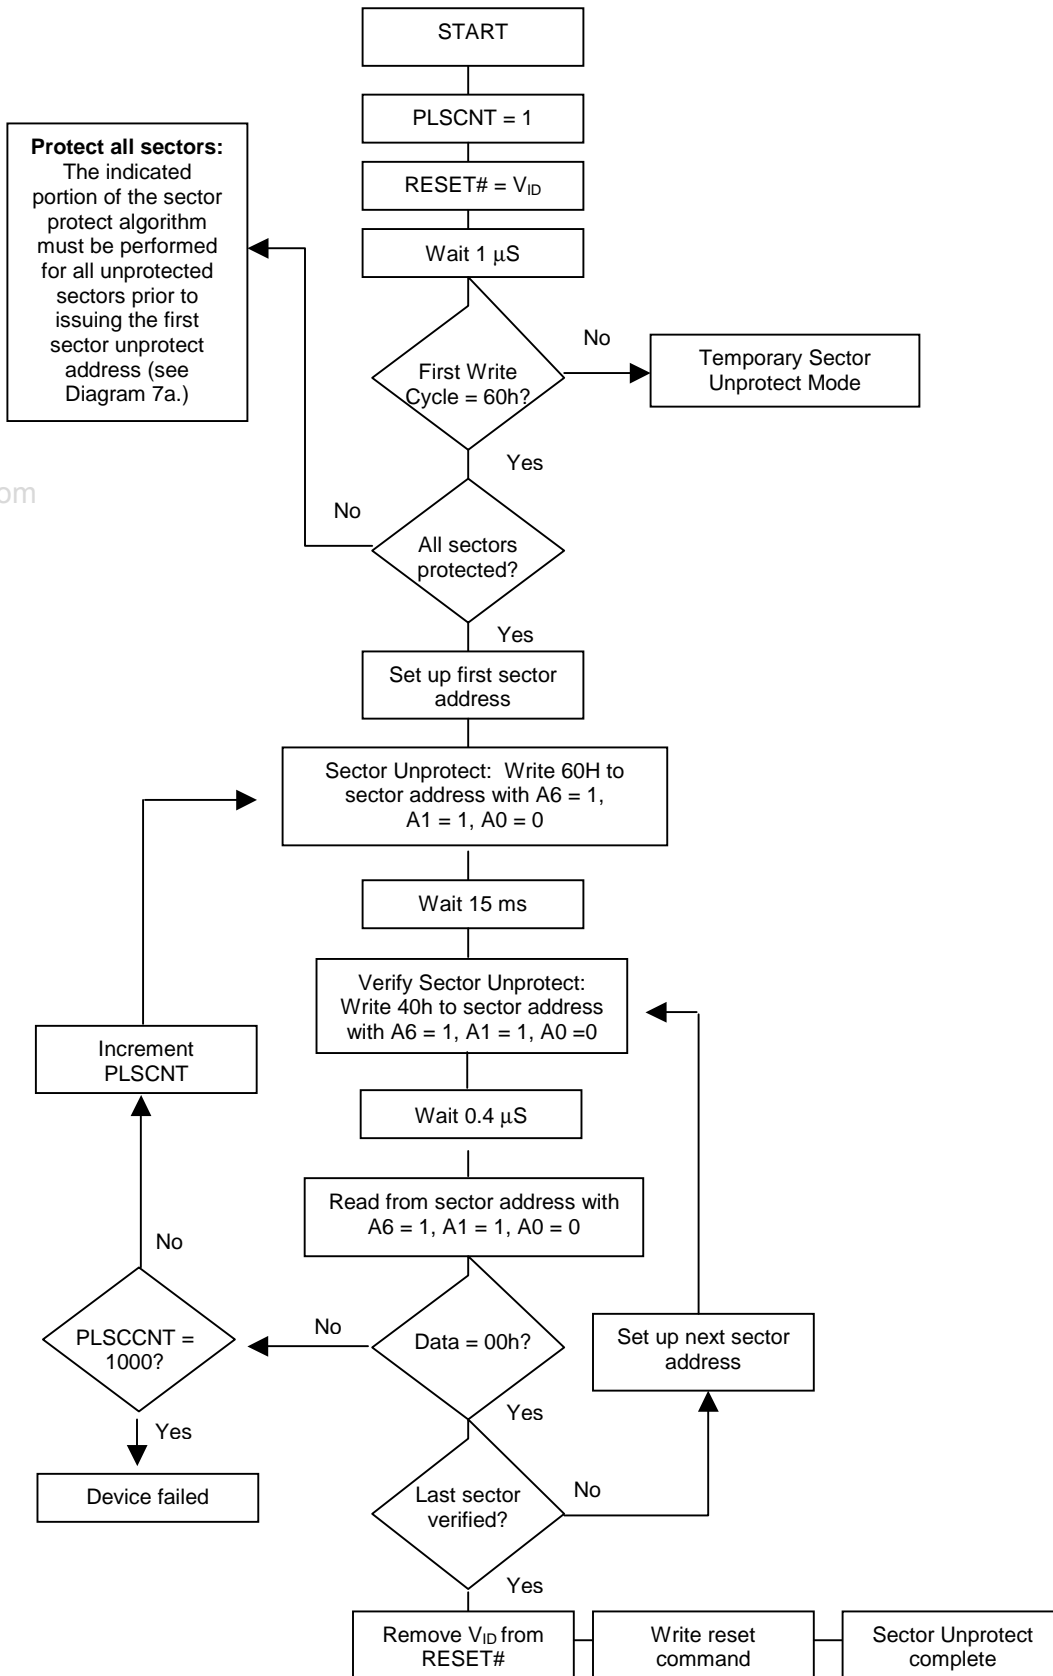 START
PLSCNT = 1
RESET# = VID
Wait 1 μS
Protect all sectors:
The indicated
portion of the sector
protect algorithm
must be performed
for all unprotected
sectors prior to
issuing the first
sector unprotect
address (see
Diagram 7a.)
First Write
Cycle = 60h?
No
Temporary Sector
Unprotect Mode
Yes
om
No
All sectors
protected?
Yes
Set up first sector
address
Sector Unprotect: Write 60H to
sector address with A6 = 1,
A1 = 1, A0 = 0
Wait 15 ms
Verify Sector Unprotect:
Write 40h to sector address
with A6 = 1, A1 = 1, A0 =0
Increment
PLSCNT
Wait 0.4 μS
Read from sector address with
A6 = 1, A1 = 1, A0 = 0
No
PLSCCNT =
1000?
No
Data = 00h?
Set up next sector
address
Yes
Yes
Device failed
Last sector
verified?
No
Yes
Remove VID from
RESET#
Write reset
command
Sector Unprotect
complete